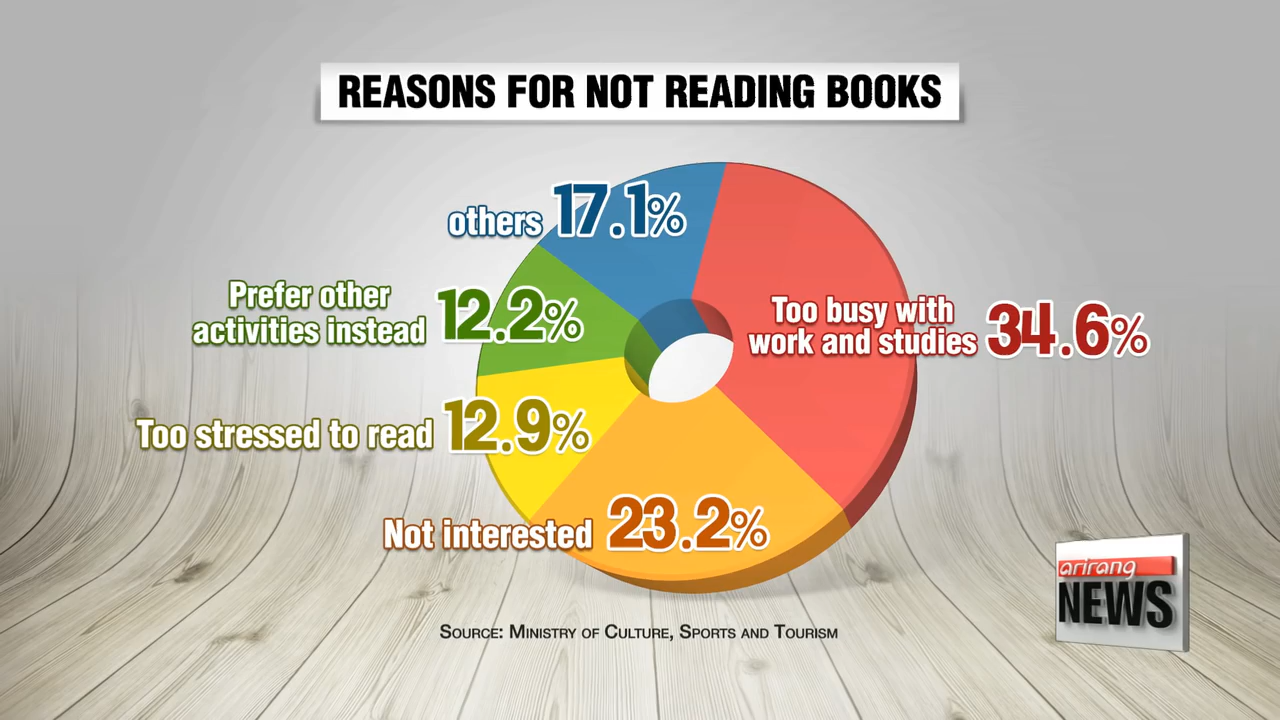 REASONS FOR NOT READING BOOKS
others 17.1%
Prefer other
activities instead 12.2%
Too busy with
work and studies 34.6%
Too stressed to read 12.9%
Not interested 23.2%
arirang
NEWS
SOURCE: MINISTRY OF CULTURE, SPORTS AND TOURISM